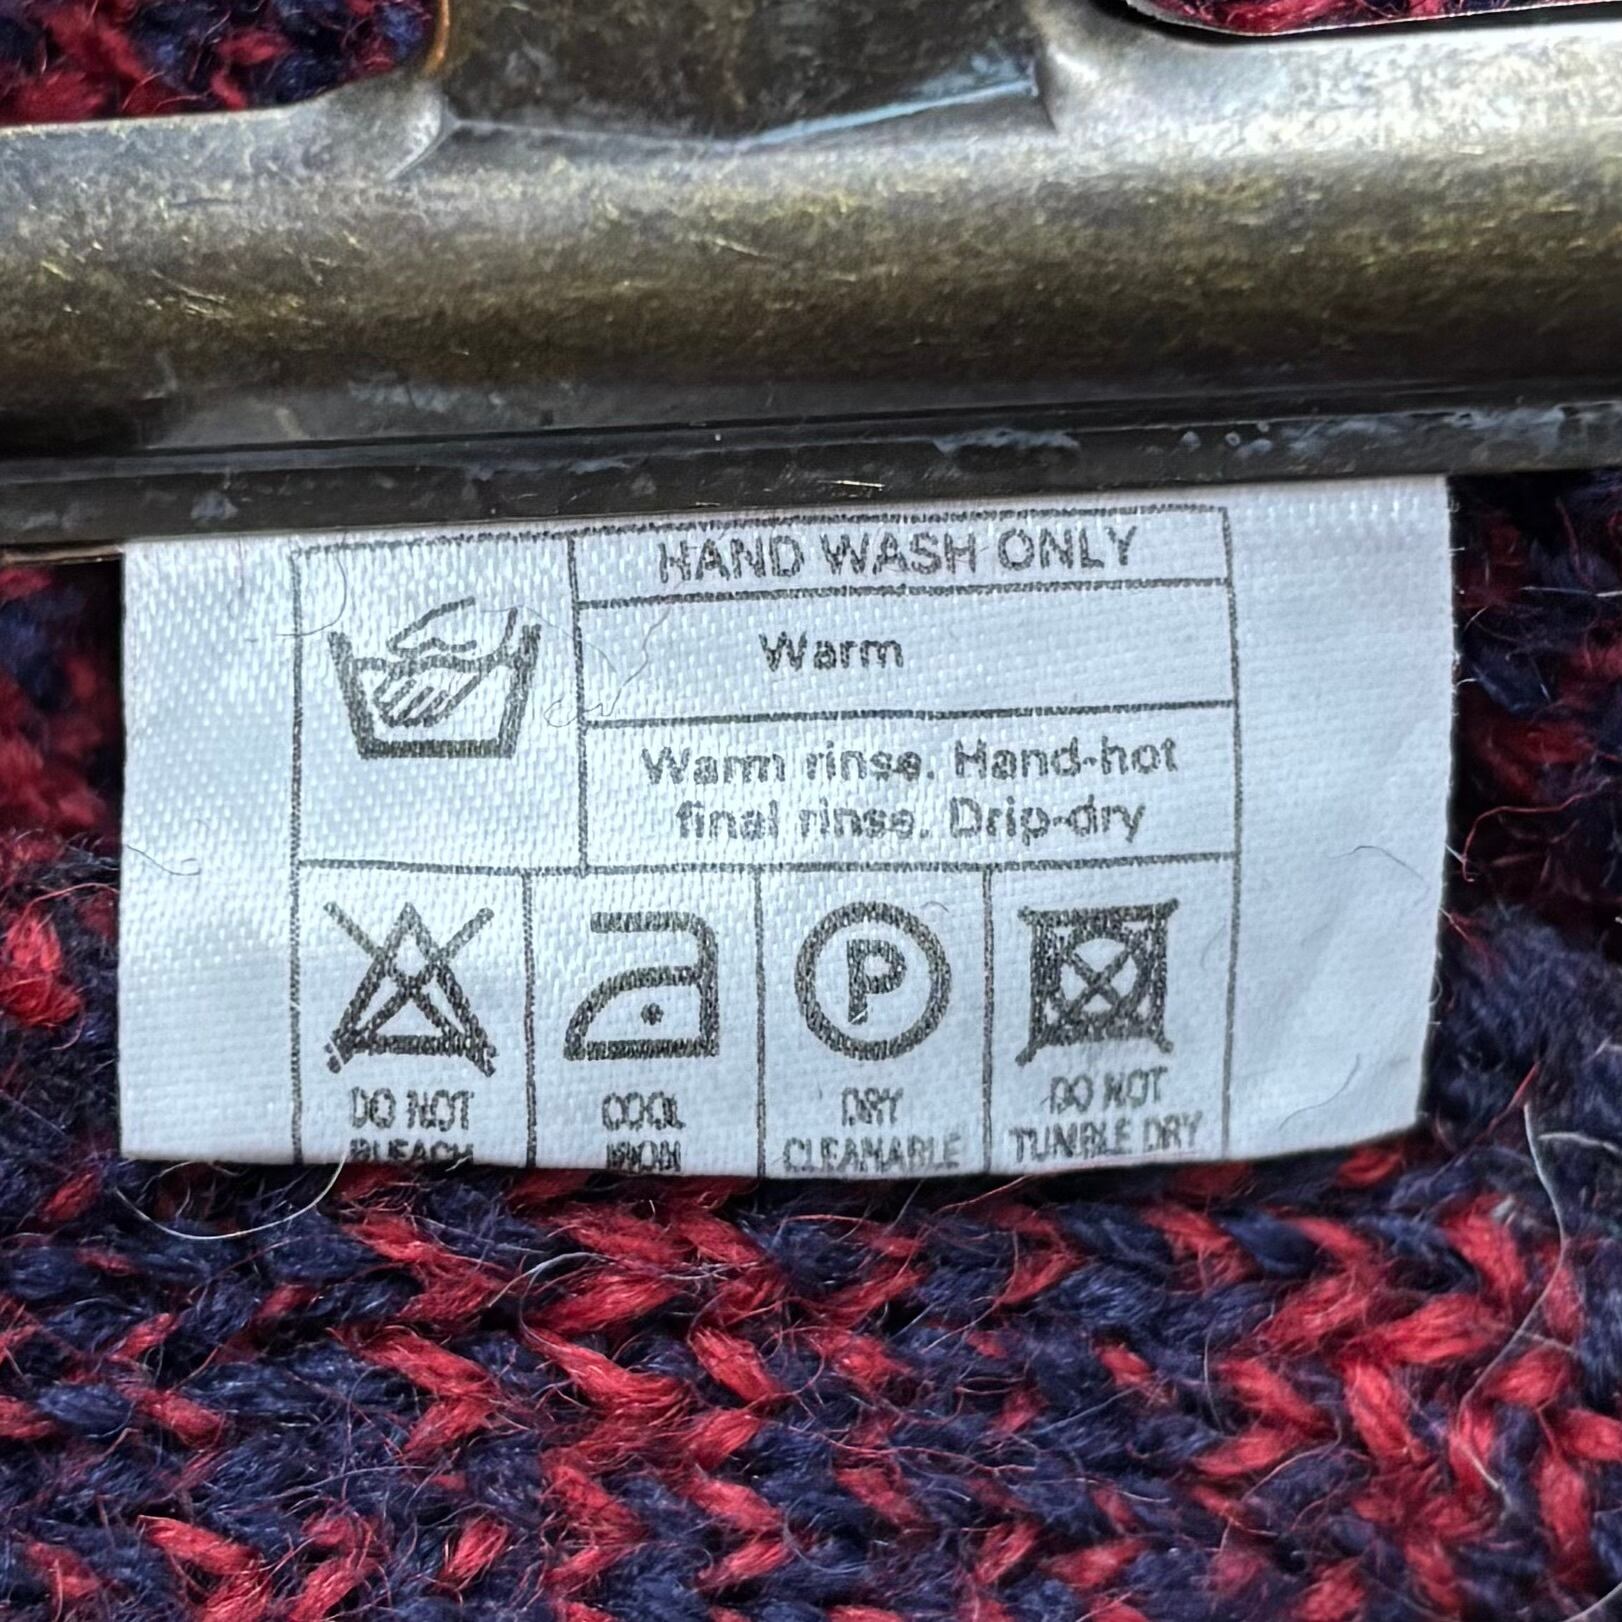 HAND WASH ONLY
Warm
Warm rinse. Hand-hot
final rinse. Drip-dry
P
DO NOT
BLEACH
COOL
IRON
DRY
CLEANABLE
DO NOT
TUMBLE DRY